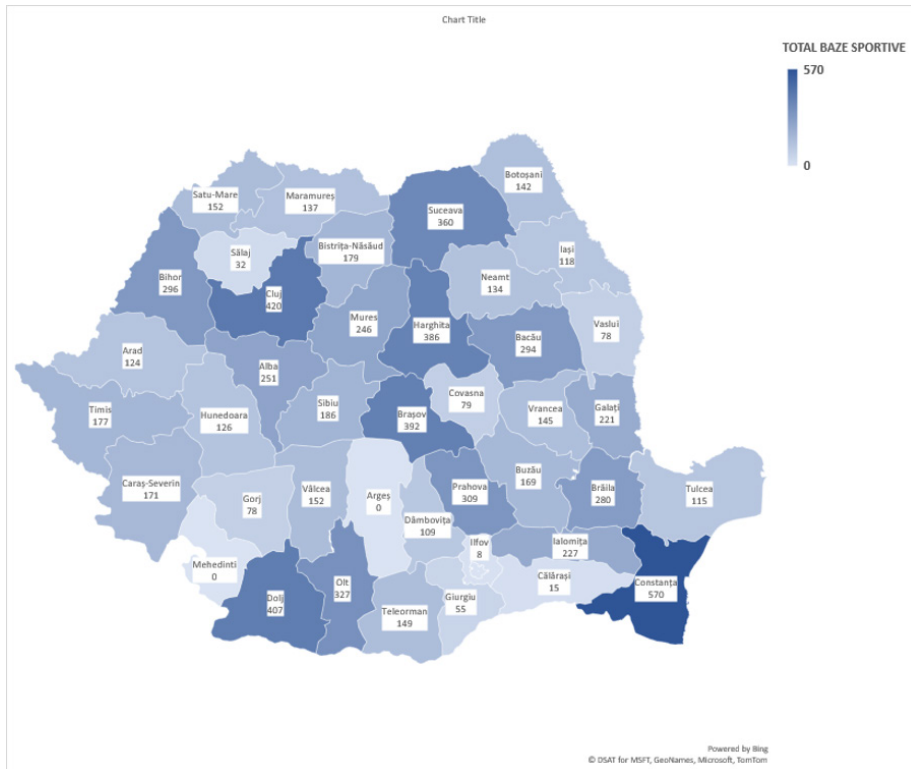 Chart Title
TOTAL BAZE SPORTIVE
570
0
Botoșani
142
Satu-Mare
152
Maramureș
137
Suceava
360
Bistrița-Năsăud
179
Iași
118
Sălaj
32
Bihor
296
Neamt
134
Cluj
420
Mures
246
Harghita
386
Bacău
294
Vaslui
78
Arad
124
Alba
251
Covasna
79
Sibiu
186
Timis
177
Hunedoara
126
Brașov
392
Vrancea
145
Galați
221
Caraș-Severin
171
Gorj
78
Vâlcea
152
Argeș
0
Prahova
309
Buzău
169
Brăila
280
Tulcea
115
Dâmbovița
109
Ilfov
8
Ialomița
227
Mehedinti
0
Olt
327
Călărași
15
Constanța
570
Dolj
407
Teleorman
149
Giurgiu
55
Powered by Bing
© DSAT for MSFT, GeoNames, Microsoft, TomTom